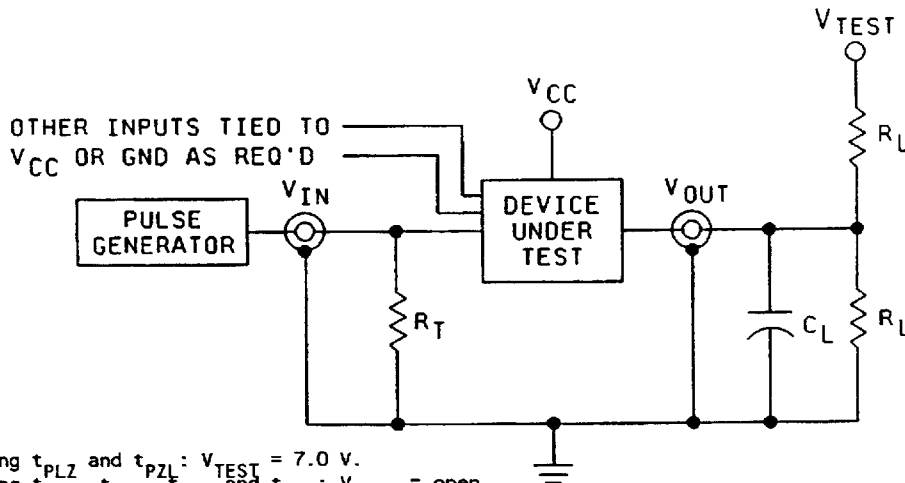 V_TEST
V_CC
R_L
OTHER INPUTS TIED TO
V_CC OR GND AS REQ'D
V_IN
V_OUT
PULSE
GENERATOR
DEVICE
UNDER
TEST
R_T
C_L
R_L
ng t_PLZ and t_PZL: V_TEST = 7.0 V.
= open